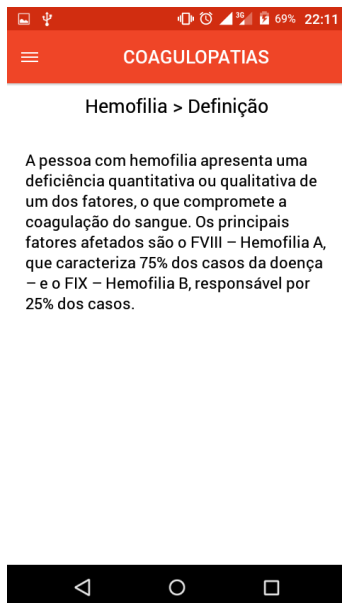 3G 69% 22:11
COAGULOPATIAS
Hemofilia > Definição
A pessoa com hemofilia apresenta uma
deficiência quantitativa ou qualitativa de
um dos fatores, o que compromete a
coagulação do sangue. Os principais
fatores afetados são o FVIII – Hemofilia A,
que caracteriza 75% dos casos da doença
– e o FIX – Hemofilia B, responsável por
25% dos casos.